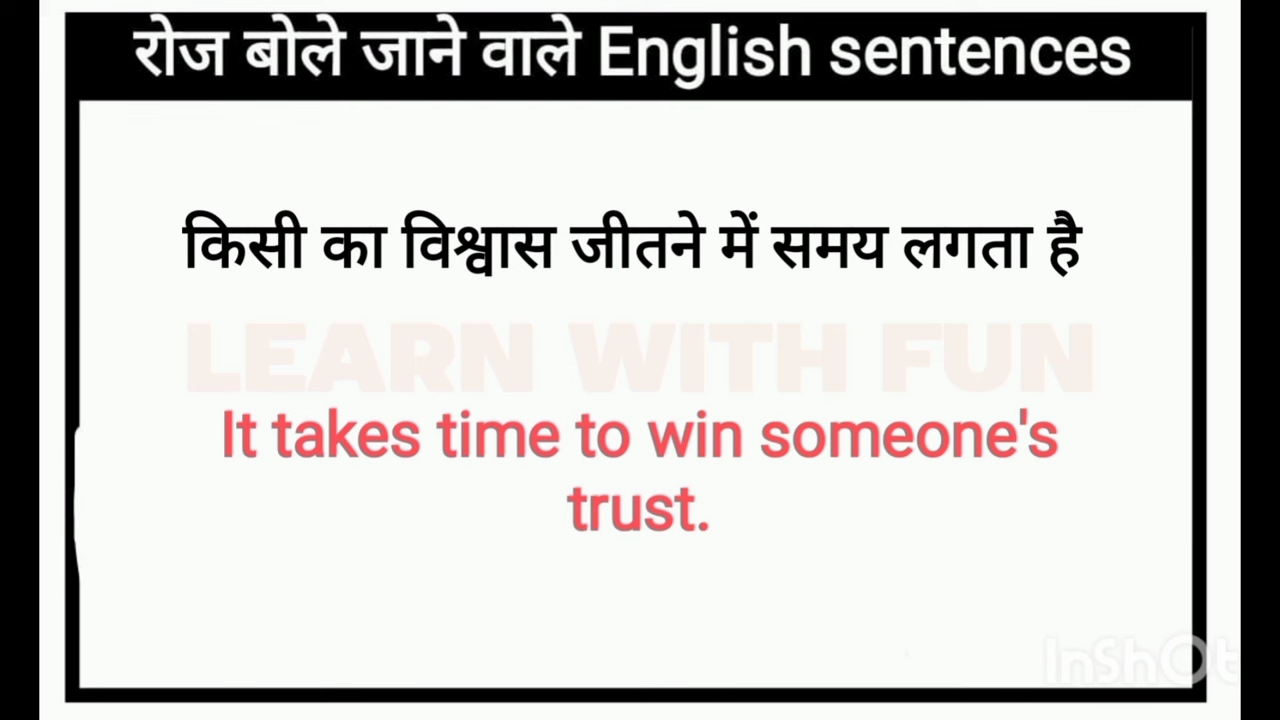 रोज बोले जाने वाले English sentences
किसी का विश्वास जीतने में समय लगता है
LEARN WITH FUN
It takes time to win someone's
trust.
InShOt